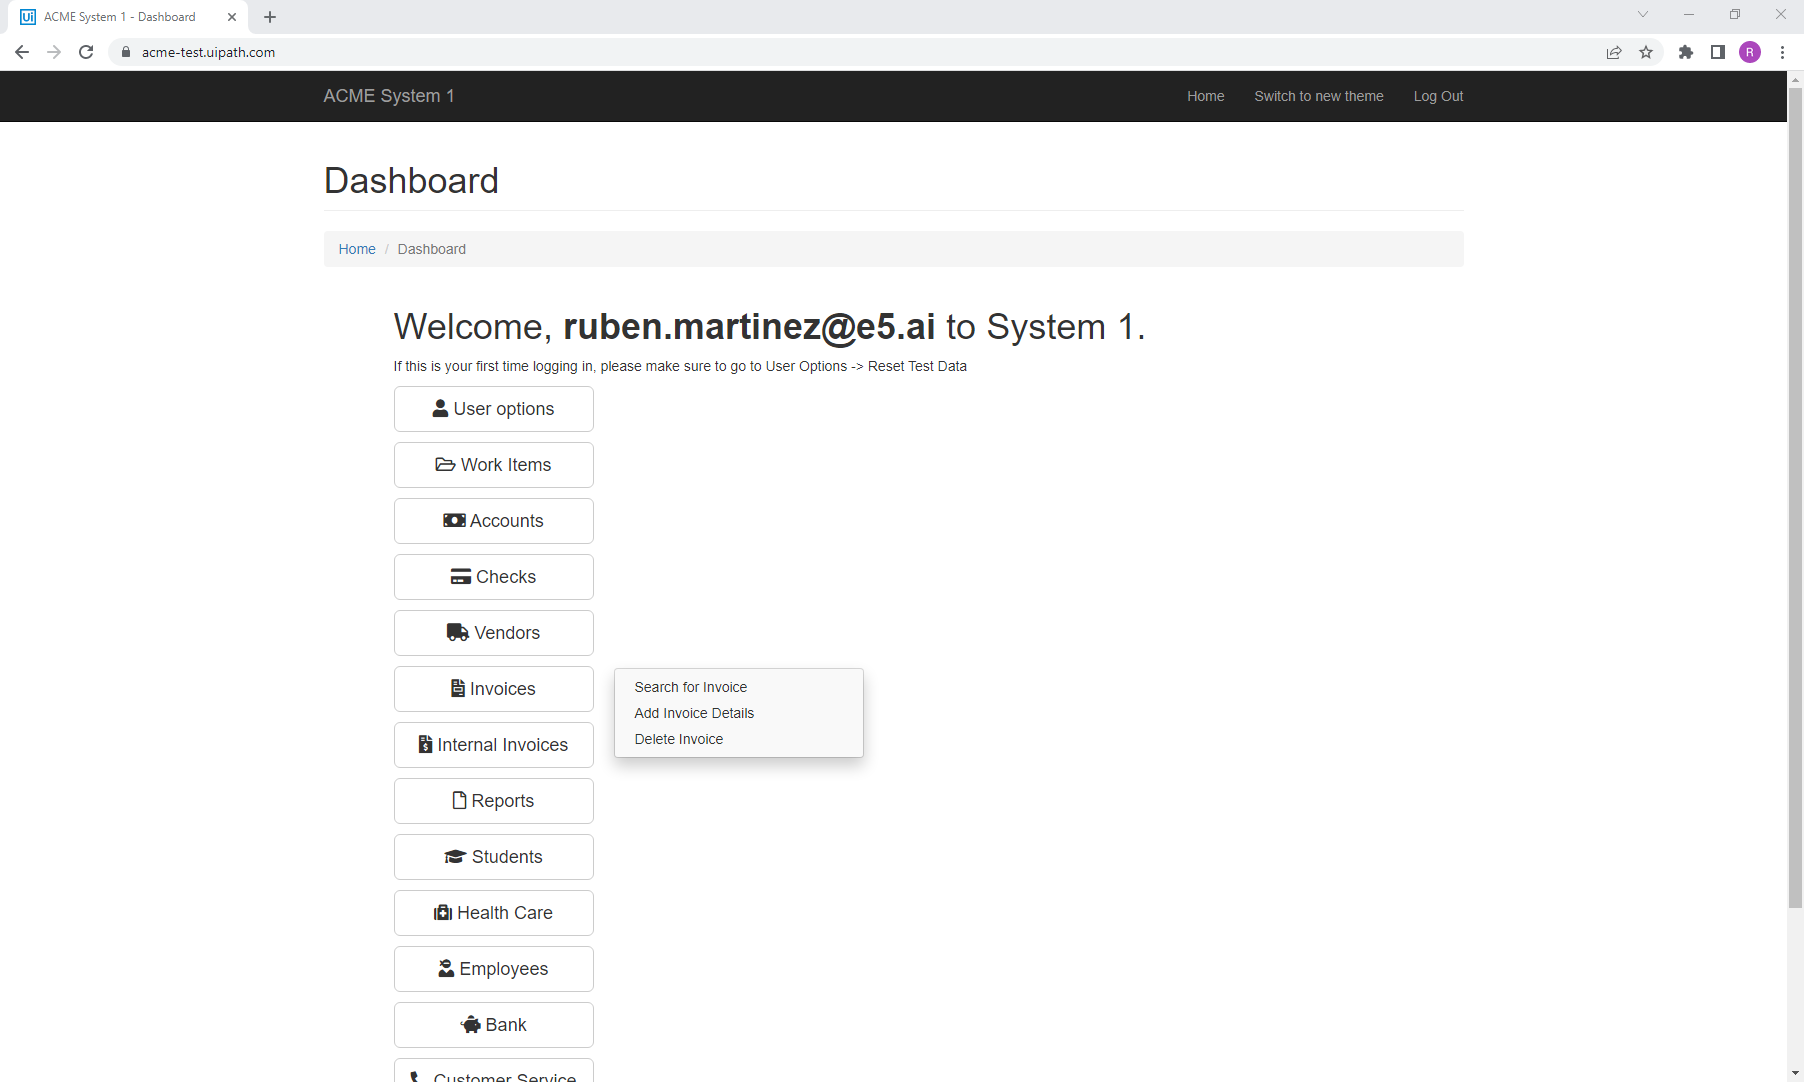 ACME System 1 - Dashboard
acme-test.uipath.com
R
ACME System 1
Home
Switch to new theme
Log Out
Dashboard
Home / Dashboard
Welcome, ruben.martinez@e5.ai to System 1.
If this is your first time logging in, please make sure to go to User Options -> Reset Test Data
User options
Work Items
Accounts
Checks
Vendors
Invoices
Search for Invoice
Add Invoice Details
Delete Invoice
Internal Invoices
Reports
Students
Health Care
Employees
Bank
Customer Service